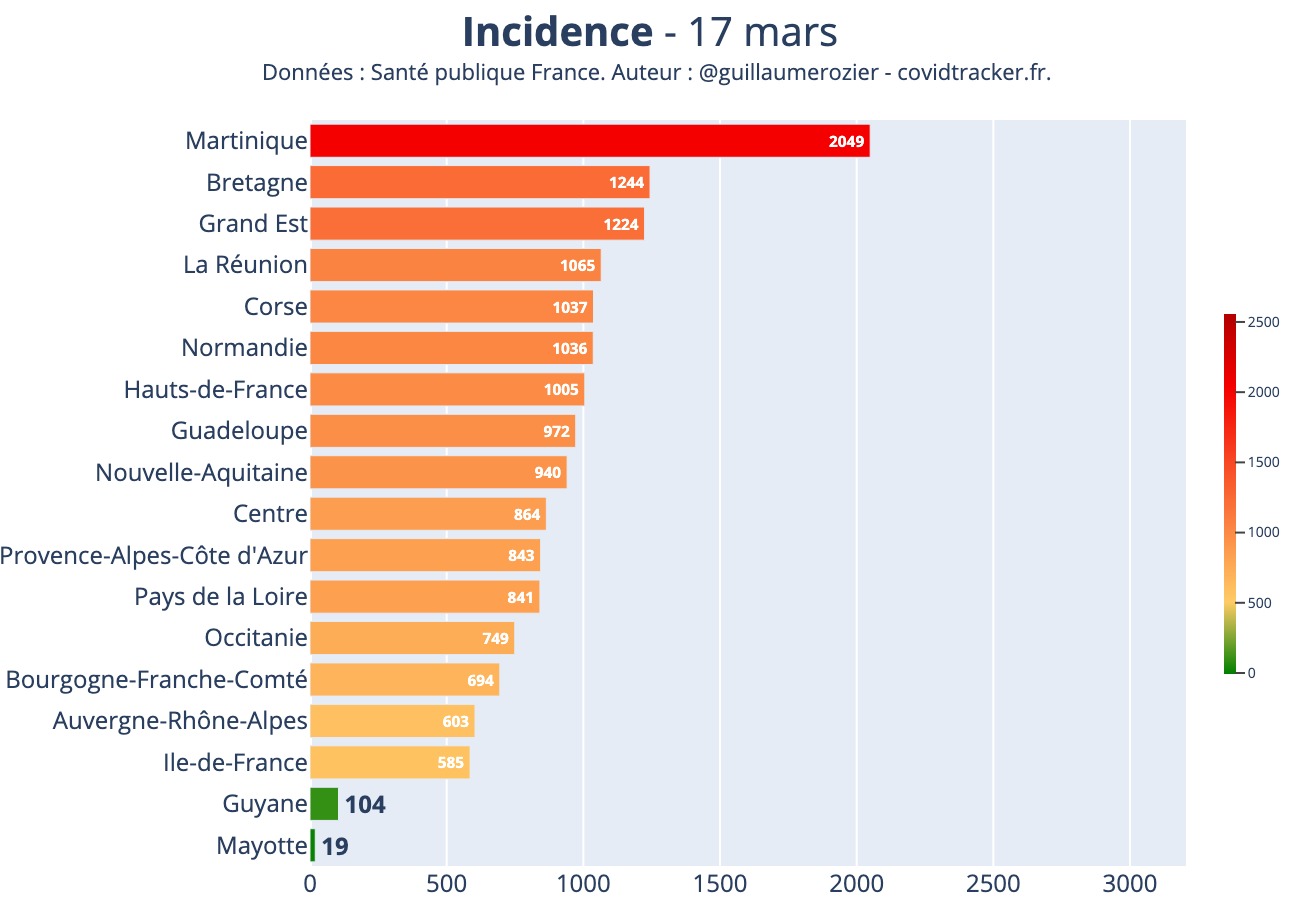 Incidence - 17 mars
Données : Santé publique France. Auteur : @guillaumerozier - covidtracker.fr.
Martinique 2049
Bretagne 1244
Grand Est 1224
La Réunion 1065
Corse 1037
Normandie 1036
Hauts-de-France 1005
Guadeloupe 972
Nouvelle-Aquitaine 940
Centre 864
Provence-Alpes-Côte d'Azur 843
Pays de la Loire 841
Occitanie 749
Bourgogne-Franche-Comté 694
Auvergne-Rhône-Alpes 603
Ile-de-France 585
Guyane 104
Mayotte 19
0 500 1000 1500 2000 2500 3000
2500
2000
1500
1000
500
0